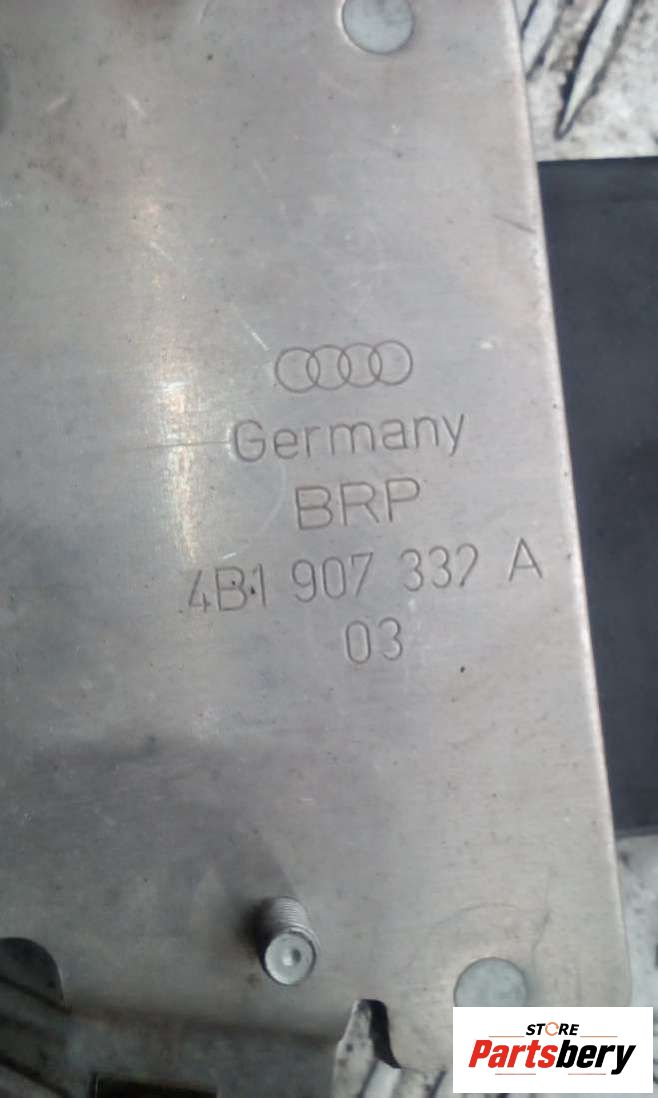 Germany
BRP
4B1 907 332 A
03
STORE
Partsbery